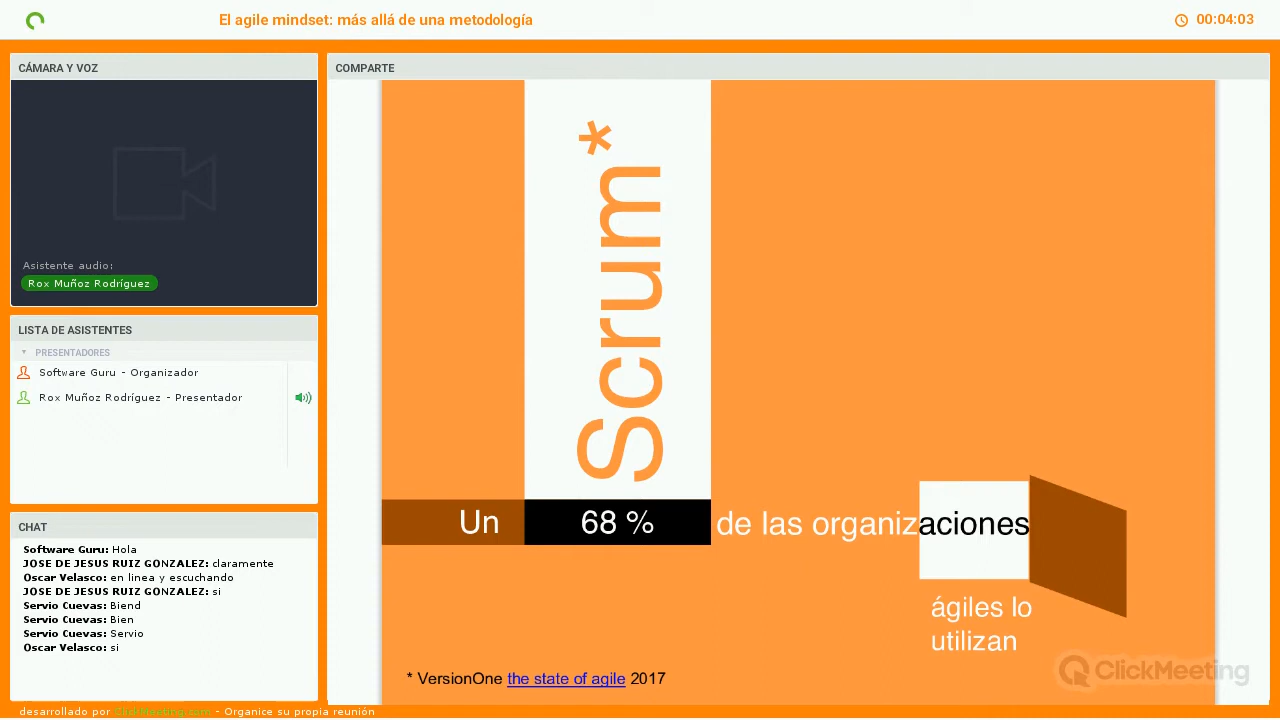 El agile mindset: más allá de una metodología
00:04:03
CÁMARA Y VOZ
Asistente audio:
Rox Muñoz Rodríguez
LISTA DE ASISTENTES
PRESENTADORES
Software Guru - Organizador
Rox Muñoz Rodríguez - Presentador
CHAT
Software Guru: Hola
JOSE DE JESUS RUIZ GONZALEZ: claramente
Oscar Velasco: en linea y escuchando
JOSE DE JESUS RUIZ GONZALEZ: si
Servio Cuevas: Biend
Servio Cuevas: Bien
Servio Cuevas: Servio
Oscar Velasco: si
desarrollado por ClickMeeting.com - Organice su propia reunión
COMPARTE
Scrum*
Un 68 % de las organizaciones
ágiles lo
utilizan
* VersionOne the state of agile 2017
ClickMeeting